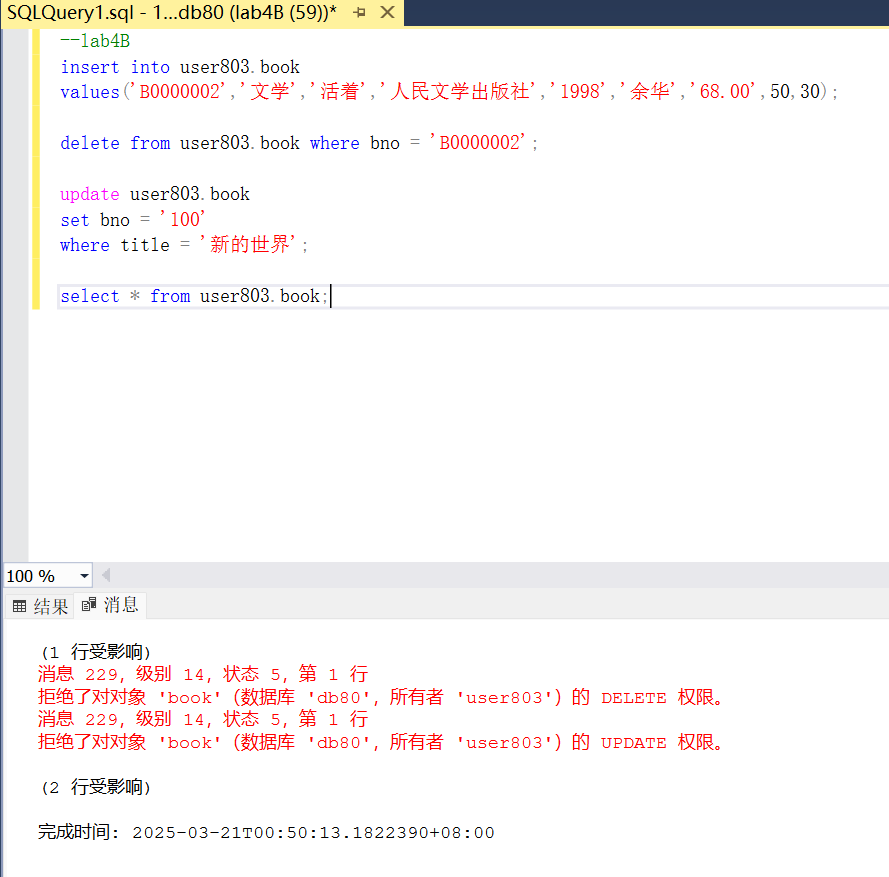 SQLQuery1.sql - 1...db80 (lab4B (59))*
--lab4B
insert into user803.book
values('B0000002','文学','活着','人民文学出版社','1998','余华','68.00',50,30);
delete from user803.book where bno = 'B0000002';
update user803.book
set bno = '100'
where title = '新的世界';
select * from user803.book;
100 %
结果 消息
(1 行受影响)
消息 229，级别 14，状态 5，第 1 行
拒绝了对对象 'book' (数据库 'db80'，所有者 'user803') 的 DELETE 权限。
消息 229，级别 14，状态 5，第 1 行
拒绝了对对象 'book' (数据库 'db80'，所有者 'user803') 的 UPDATE 权限。
(2 行受影响)
完成时间: 2025-03-21T00:50:13.1822390+08:00